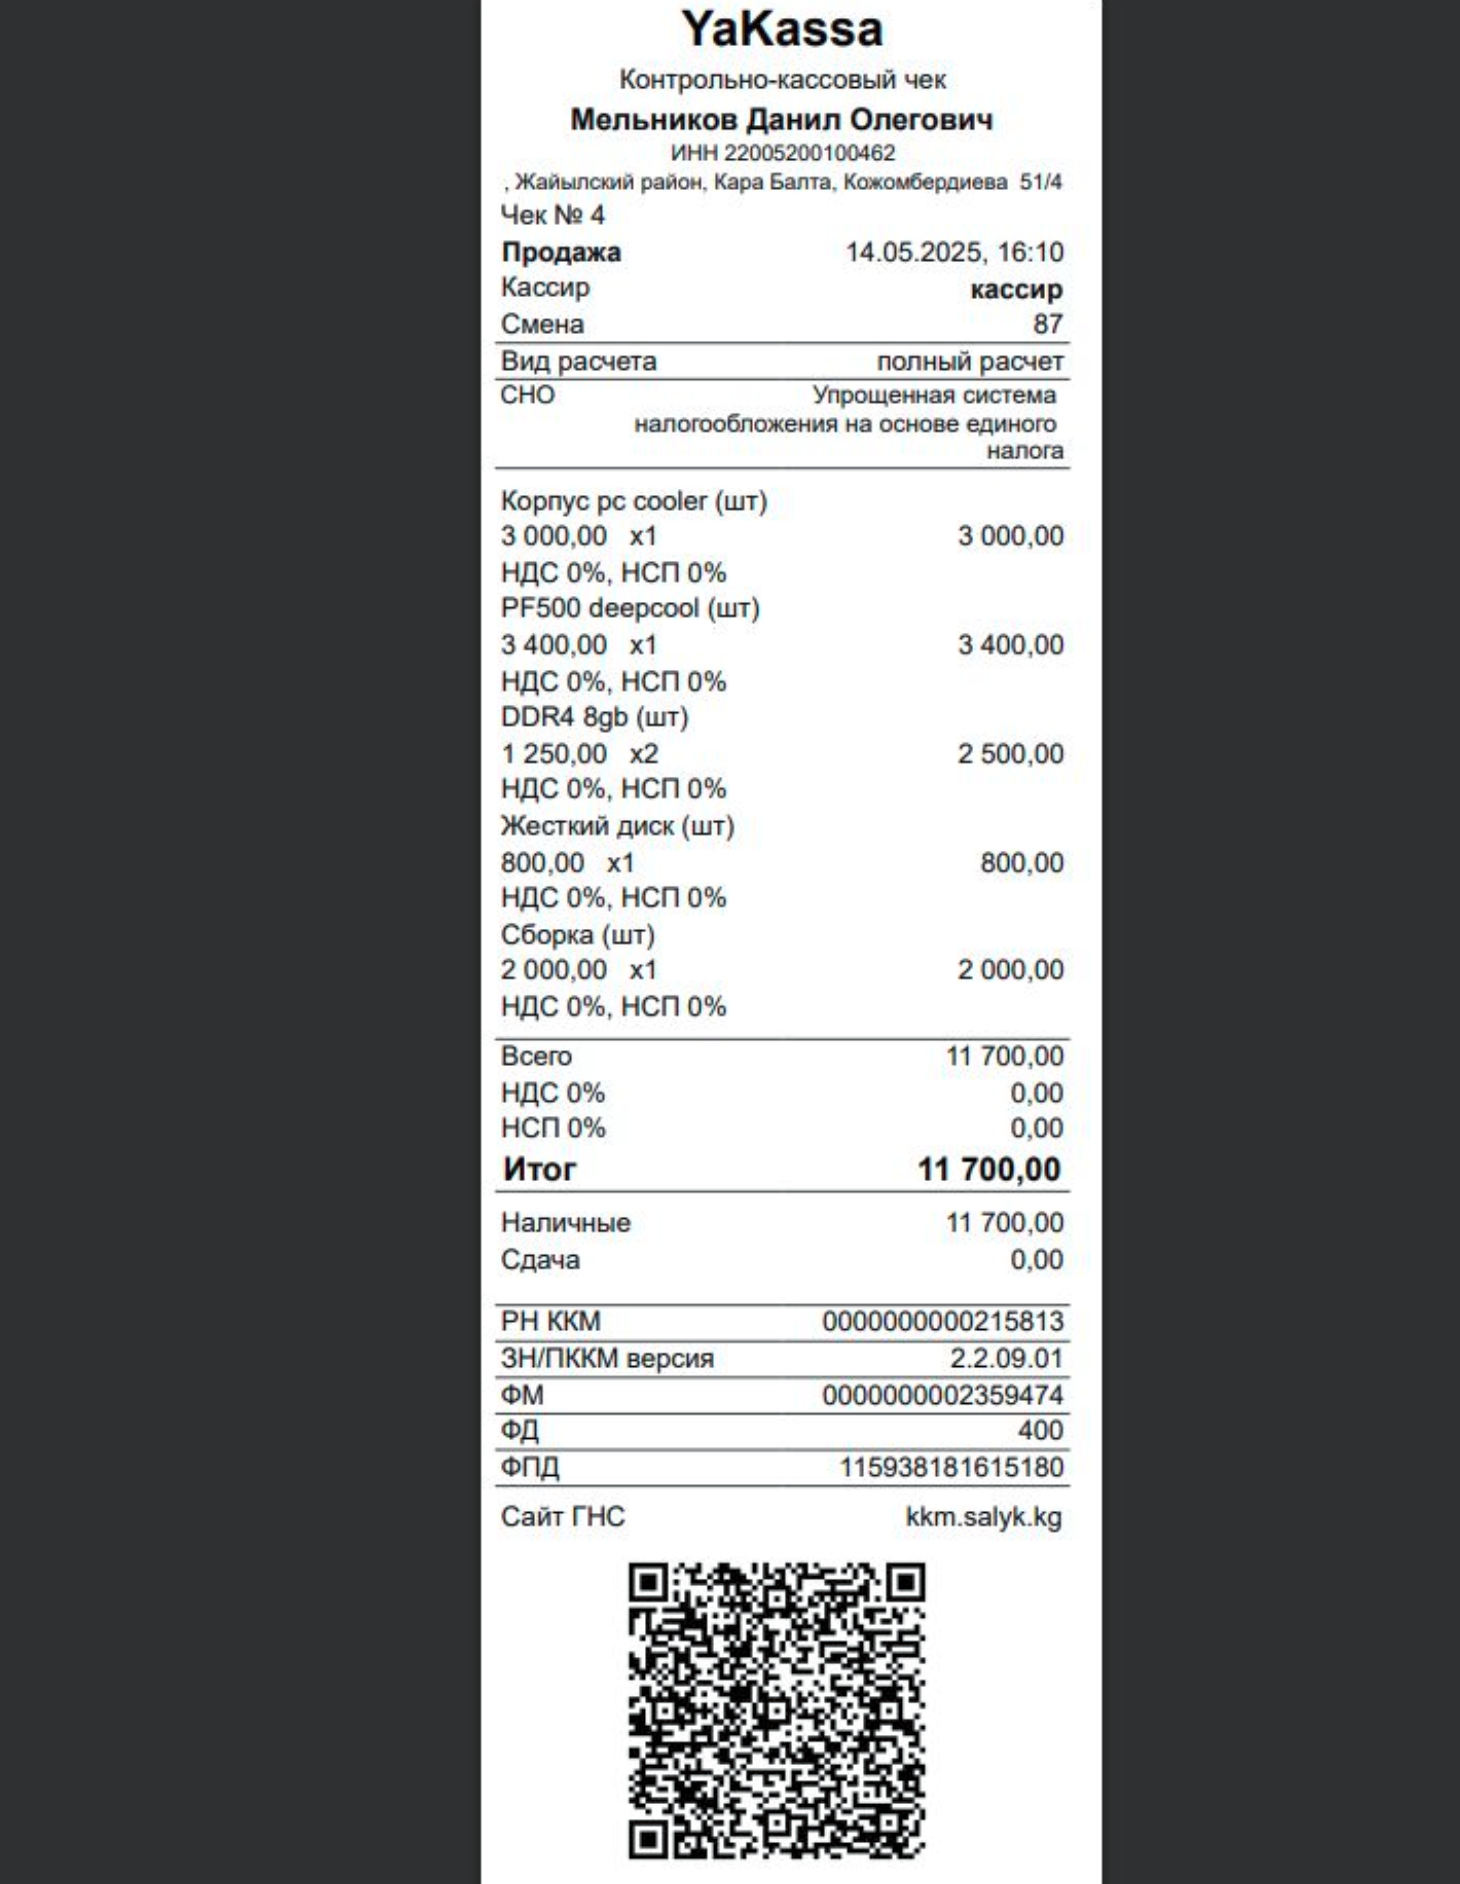 YaKassa
Контрольно-кассовый чек
Мельников Данил Олегович
ИНН 22005200100462
, Жайылский район, Кара Балта, Кожомбердиева 51/4
Чек № 4
Продажа 14.05.2025, 16:10
Кассир кассир
Смена 87
Вид расчета полный расчет
СНО Упрощенная система
налогообложения на основе единого
налога
Корпус pc cooler (шт)
3 000,00 x1 3 000,00
НДС 0%, НСП 0%
PF500 deepcool (шт)
3 400,00 x1 3 400,00
НДС 0%, НСП 0%
DDR4 8gb (шт)
1 250,00 x2 2 500,00
НДС 0%, НСП 0%
Жесткий диск (шт)
800,00 x1 800,00
НДС 0%, НСП 0%
Сборка (шт)
2 000,00 x1 2 000,00
НДС 0%, НСП 0%
Всего 11 700,00
НДС 0% 0,00
НСП 0% 0,00
Итог 11 700,00
Наличные 11 700,00
Сдача 0,00
РН ККМ 0000000000215813
ЗН/ПККМ версия 2.2.09.01
ФМ 0000000002359474
ФД 400
ФПД 115938181615180
Сайт ГНС kkm.salyk.kg